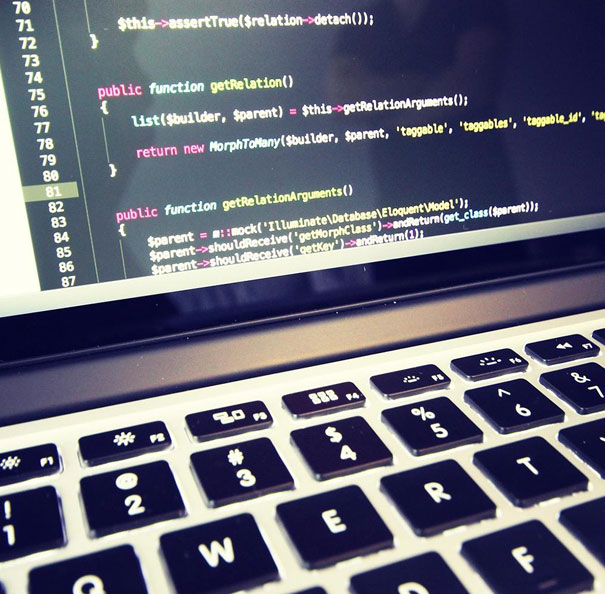 70
71 $this->assertTrue($relation->detach());
72 }
73
74
75 public function getRelation()
76 {
77 list($builder, $parent) = $this->getRelationArguments();
78
79 return new MorphToMany($builder, $parent, 'taggable', 'taggables', 'taggable_id',
80 }
81
82 public function getRelationArguments()
83 {
84 $parent = m::mock('Illuminate\Database\Eloquent\Model');
85 $parent->shouldReceive('getMorphClass')->andReturn(get_class($parent));
86 $parent->shouldReceive('getKey')->andReturn(1);
87
F1 F2 F3 F4 F5 F6 F7
! @ # $ % ^ &
1 2 3 4 5 6 7
Q W E R T
D F